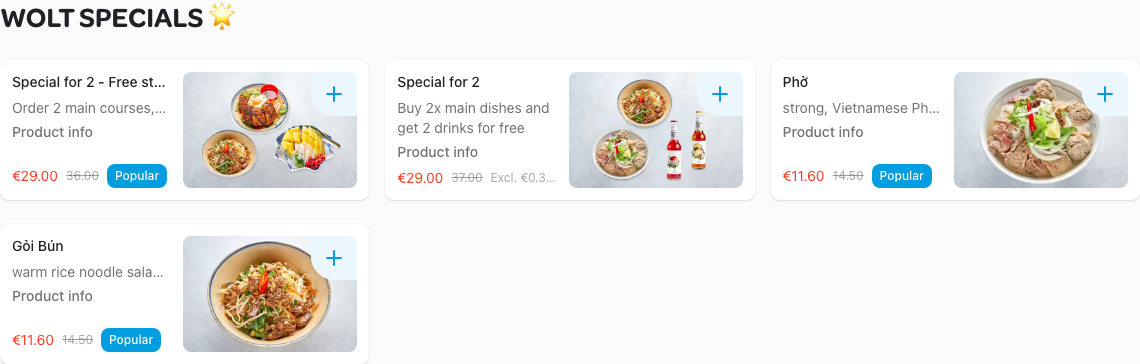 WOLT SPECIALS 🌟
Special for 2 - Free st...
Order 2 main courses,...
Product info
€29.00 36.00 Popular
Special for 2
Buy 2x main dishes and
get 2 drinks for free
Product info
€29.00 37.00 Excl. €0.3...
Phở
strong, Vietnamese Ph...
Product info
€11.60 14.50 Popular
Gỏi Bún
warm rice noodle sala...
Product info
€11.60 14.50 Popular